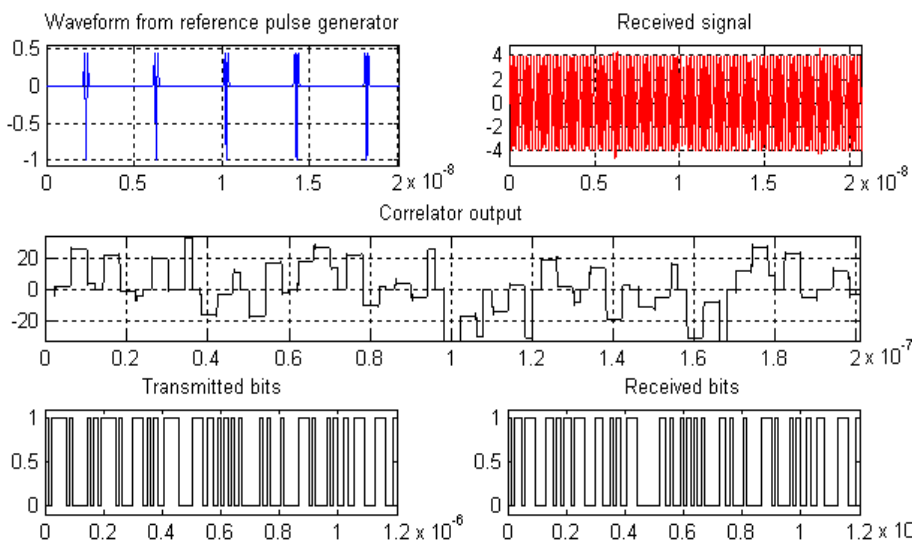 Waveform from reference pulse generator
Received signal
0.5
0
-0.5
-1
0 0.5 1 1.5 2 x 10^-8
4
2
0
-2
-4
0 0.5 1 1.5 2 x 10^-8
Correlator output
20
0
-20
0 0.2 0.4 0.6 0.8 1 1.2 1.4 1.6 1.8 2 x 10^-7
Transmitted bits
Received bits
1
0.5
0
0 0.2 0.4 0.6 0.8 1 1.2 x 10^-6
1
0.5
0
0 0.2 0.4 0.6 0.8 1 1.2 x 10